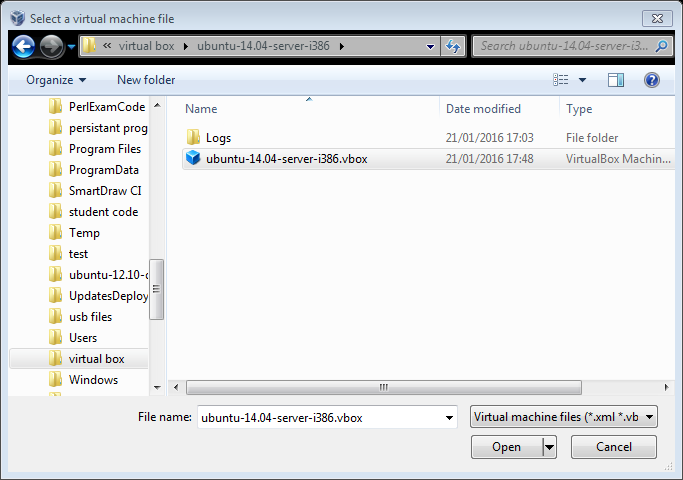 Select a virtual machine file
« virtual box ubuntu-14.04-server-i386
Search ubuntu-14.04-server-i3...
Organize New folder
Name Date modified Type
PerlExamCode
persistant prog
Program Files
ProgramData
SmartDraw CI
student code
Temp
test
ubuntu-12.10-d
UpdatesDeploy
usb files
Users
virtual box
Windows
Logs 21/01/2016 17:03 File folder
ubuntu-14.04-server-i386.vbox 21/01/2016 17:48 VirtualBox Machin...
File name: ubuntu-14.04-server-i386.vbox
Virtual machine files (*.xml *.vb
Open Cancel